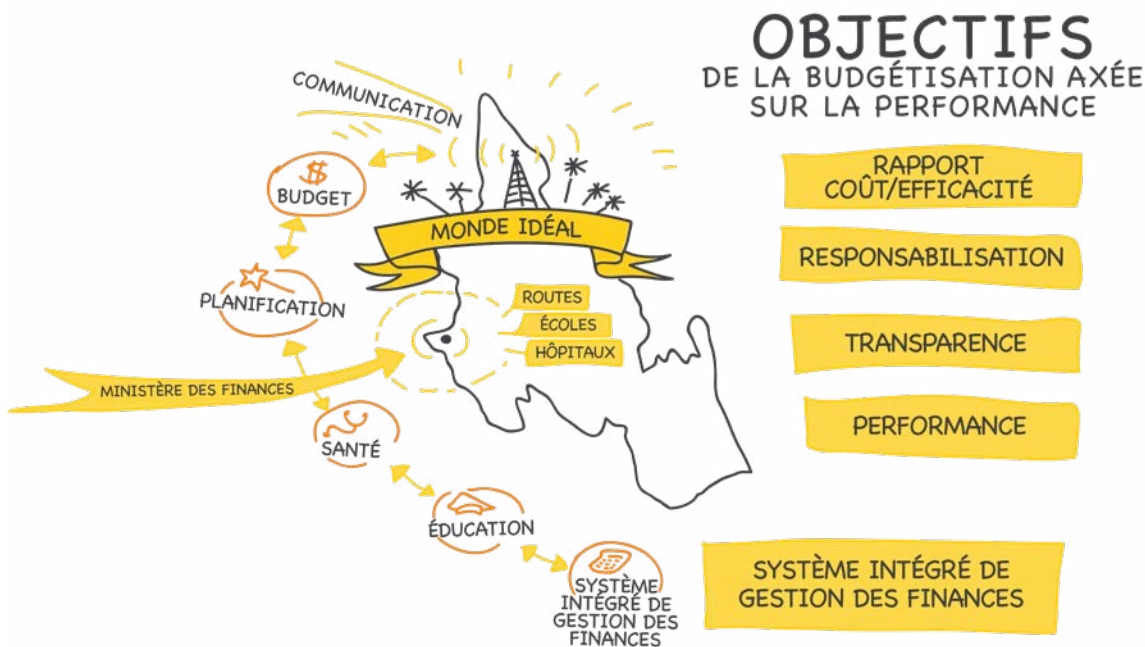 OBJECTIFS
DE LA BUDGÉTISATION AXÉE
SUR LA PERFORMANCE
COMMUNICATION
BUDGET
PLANIFICATION
MINISTÈRE DES FINANCES
SANTÉ
ÉDUCATION
SYSTÈME
INTÉGRÉ DE
GESTION DES
FINANCES
MONDE IDÉAL
ROUTES
ÉCOLES
HÔPITAUX
RAPPORT
COÛT/EFFICACITÉ
RESPONSABILISATION
TRANSPARENCE
PERFORMANCE
SYSTÈME INTÉGRÉ DE
GESTION DES FINANCES